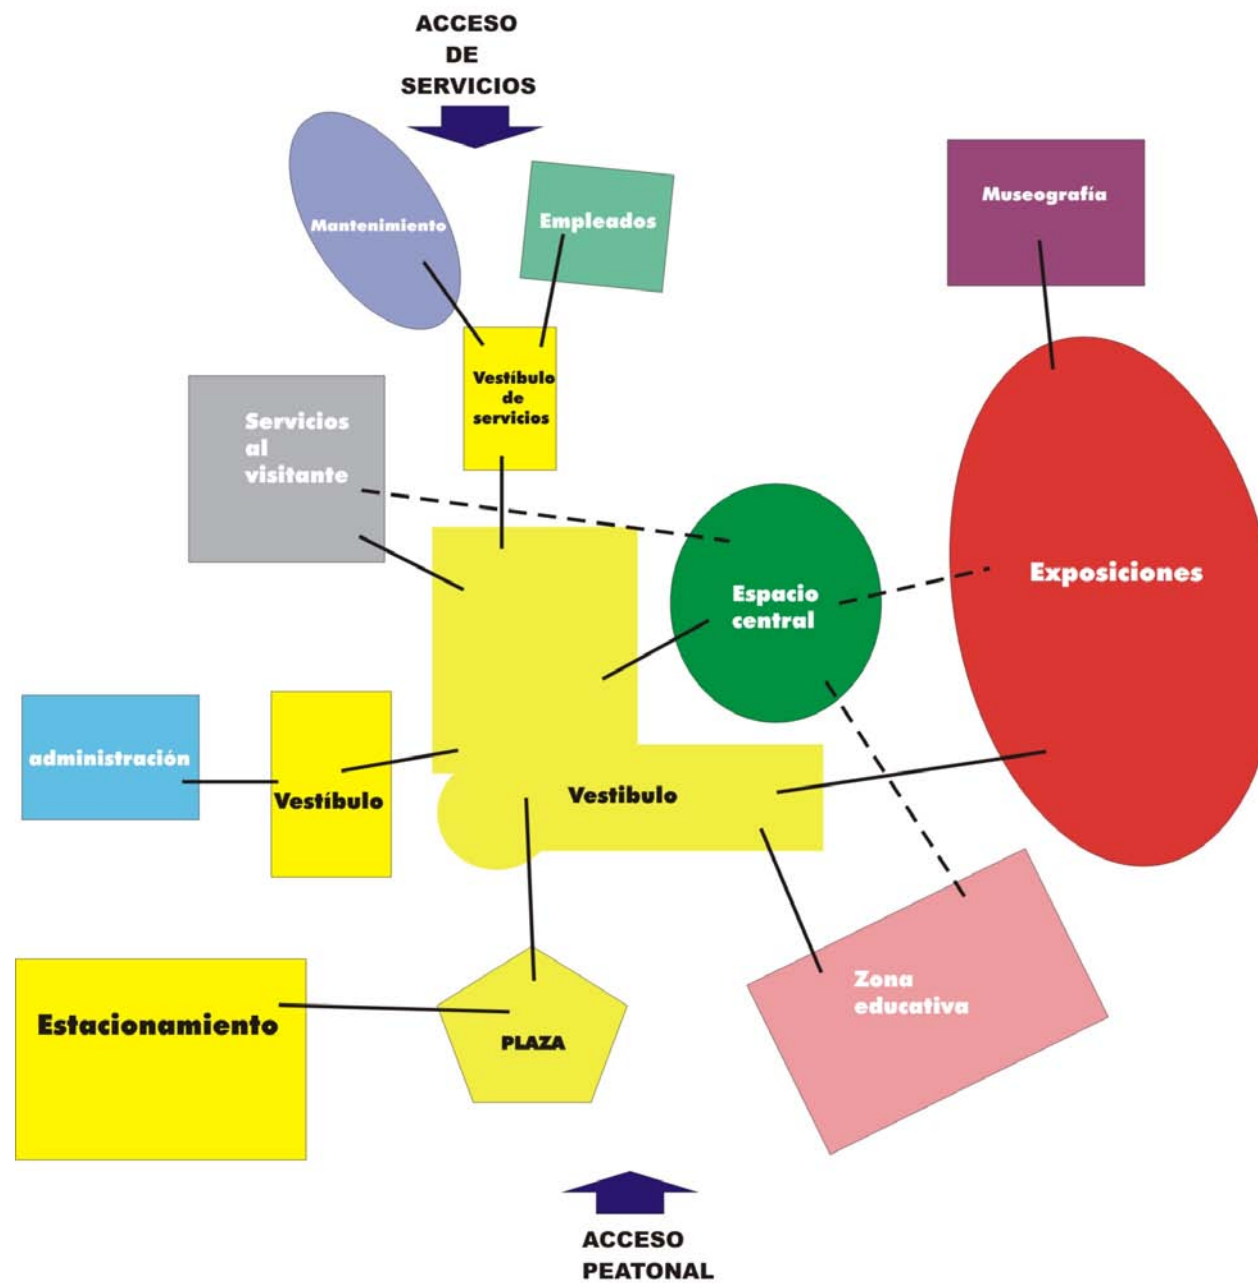 ACCESO
DE
SERVICIOS
Mantenimiento
Empleados
Museografía
Vestíbulo
de
servicios
Servicios
al
visitante
Exposiciones
Espacio
central
administración
Vestíbulo
Vestibulo
Zona
educativa
Estacionamiento
PLAZA
ACCESO
PEATONAL